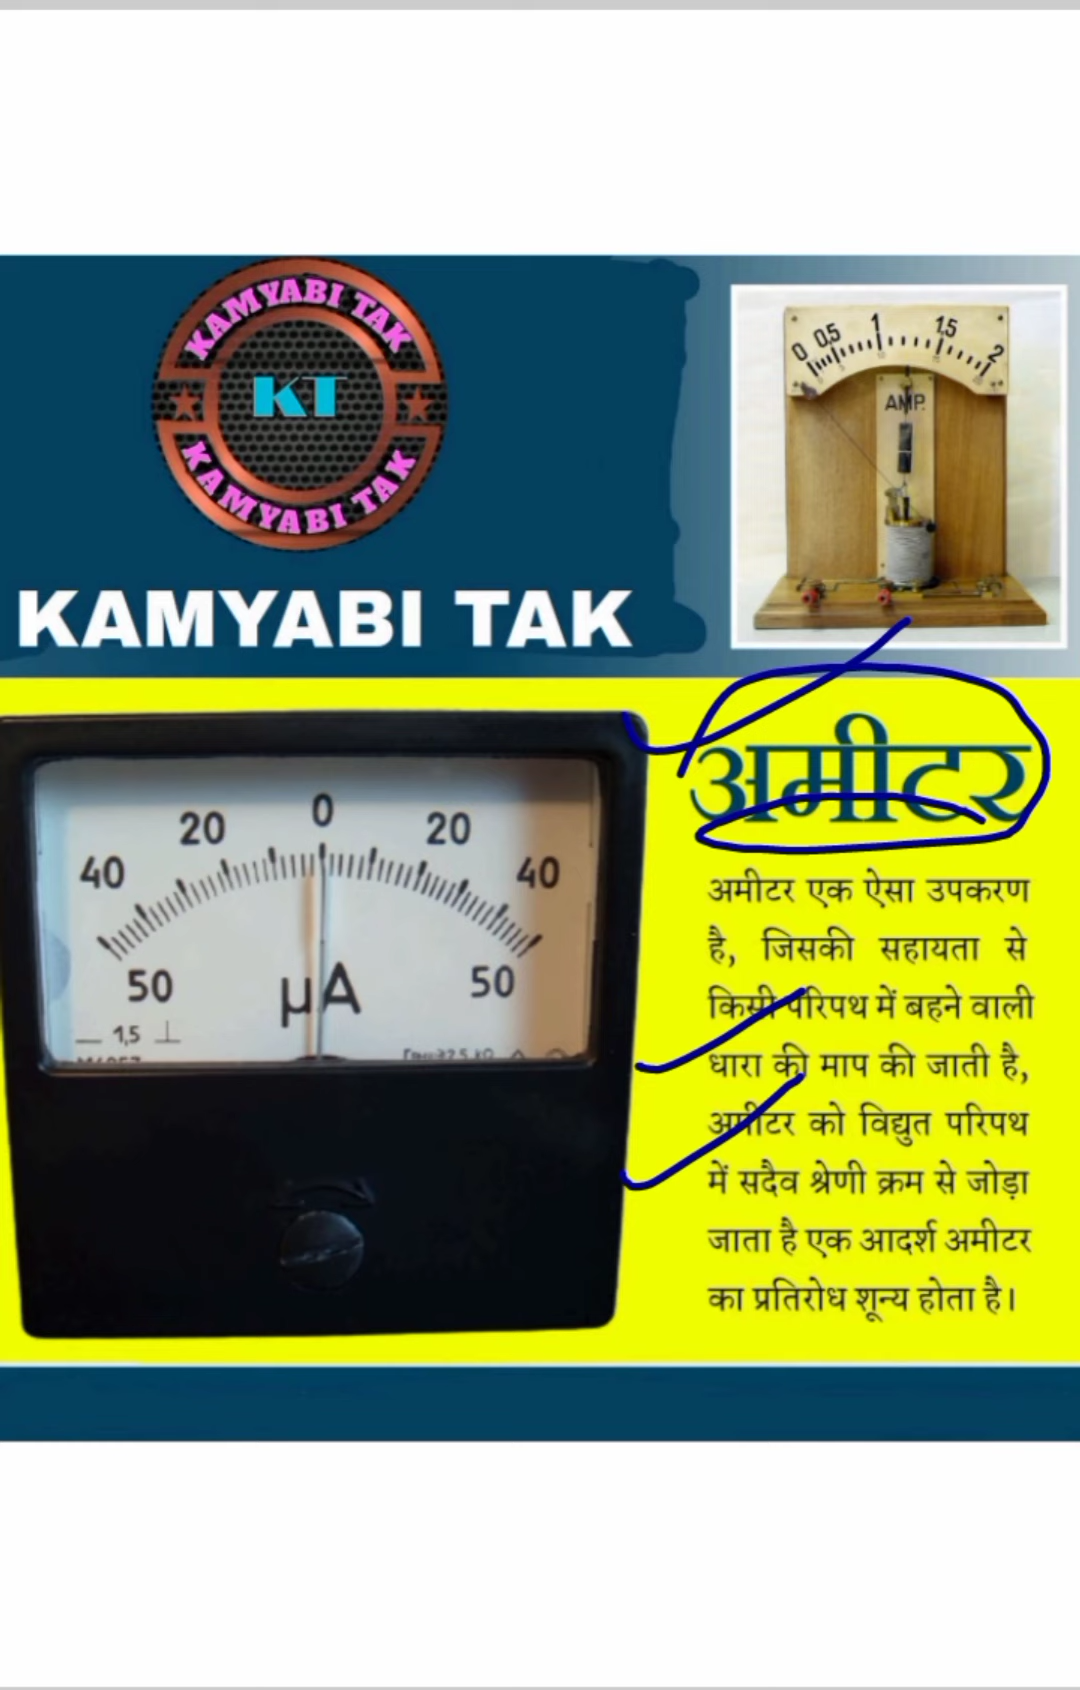 KAMYABI TAK
KT
KAMYABI TAK
KAMYABI TAK
0 0,5 1 1,5 2
AMP.
अमीटर
40 20 0 20 40
50 50
µA
1,5
अमीटर एक ऐसा उपकरण
है, जिसकी सहायता से
किसी परिपथ में बहने वाली
धारा की माप की जाती है,
अमीटर को विद्युत परिपथ
में सदैव श्रेणी क्रम से जोड़ा
जाता है एक आदर्श अमीटर
का प्रतिरोध शून्य होता है।